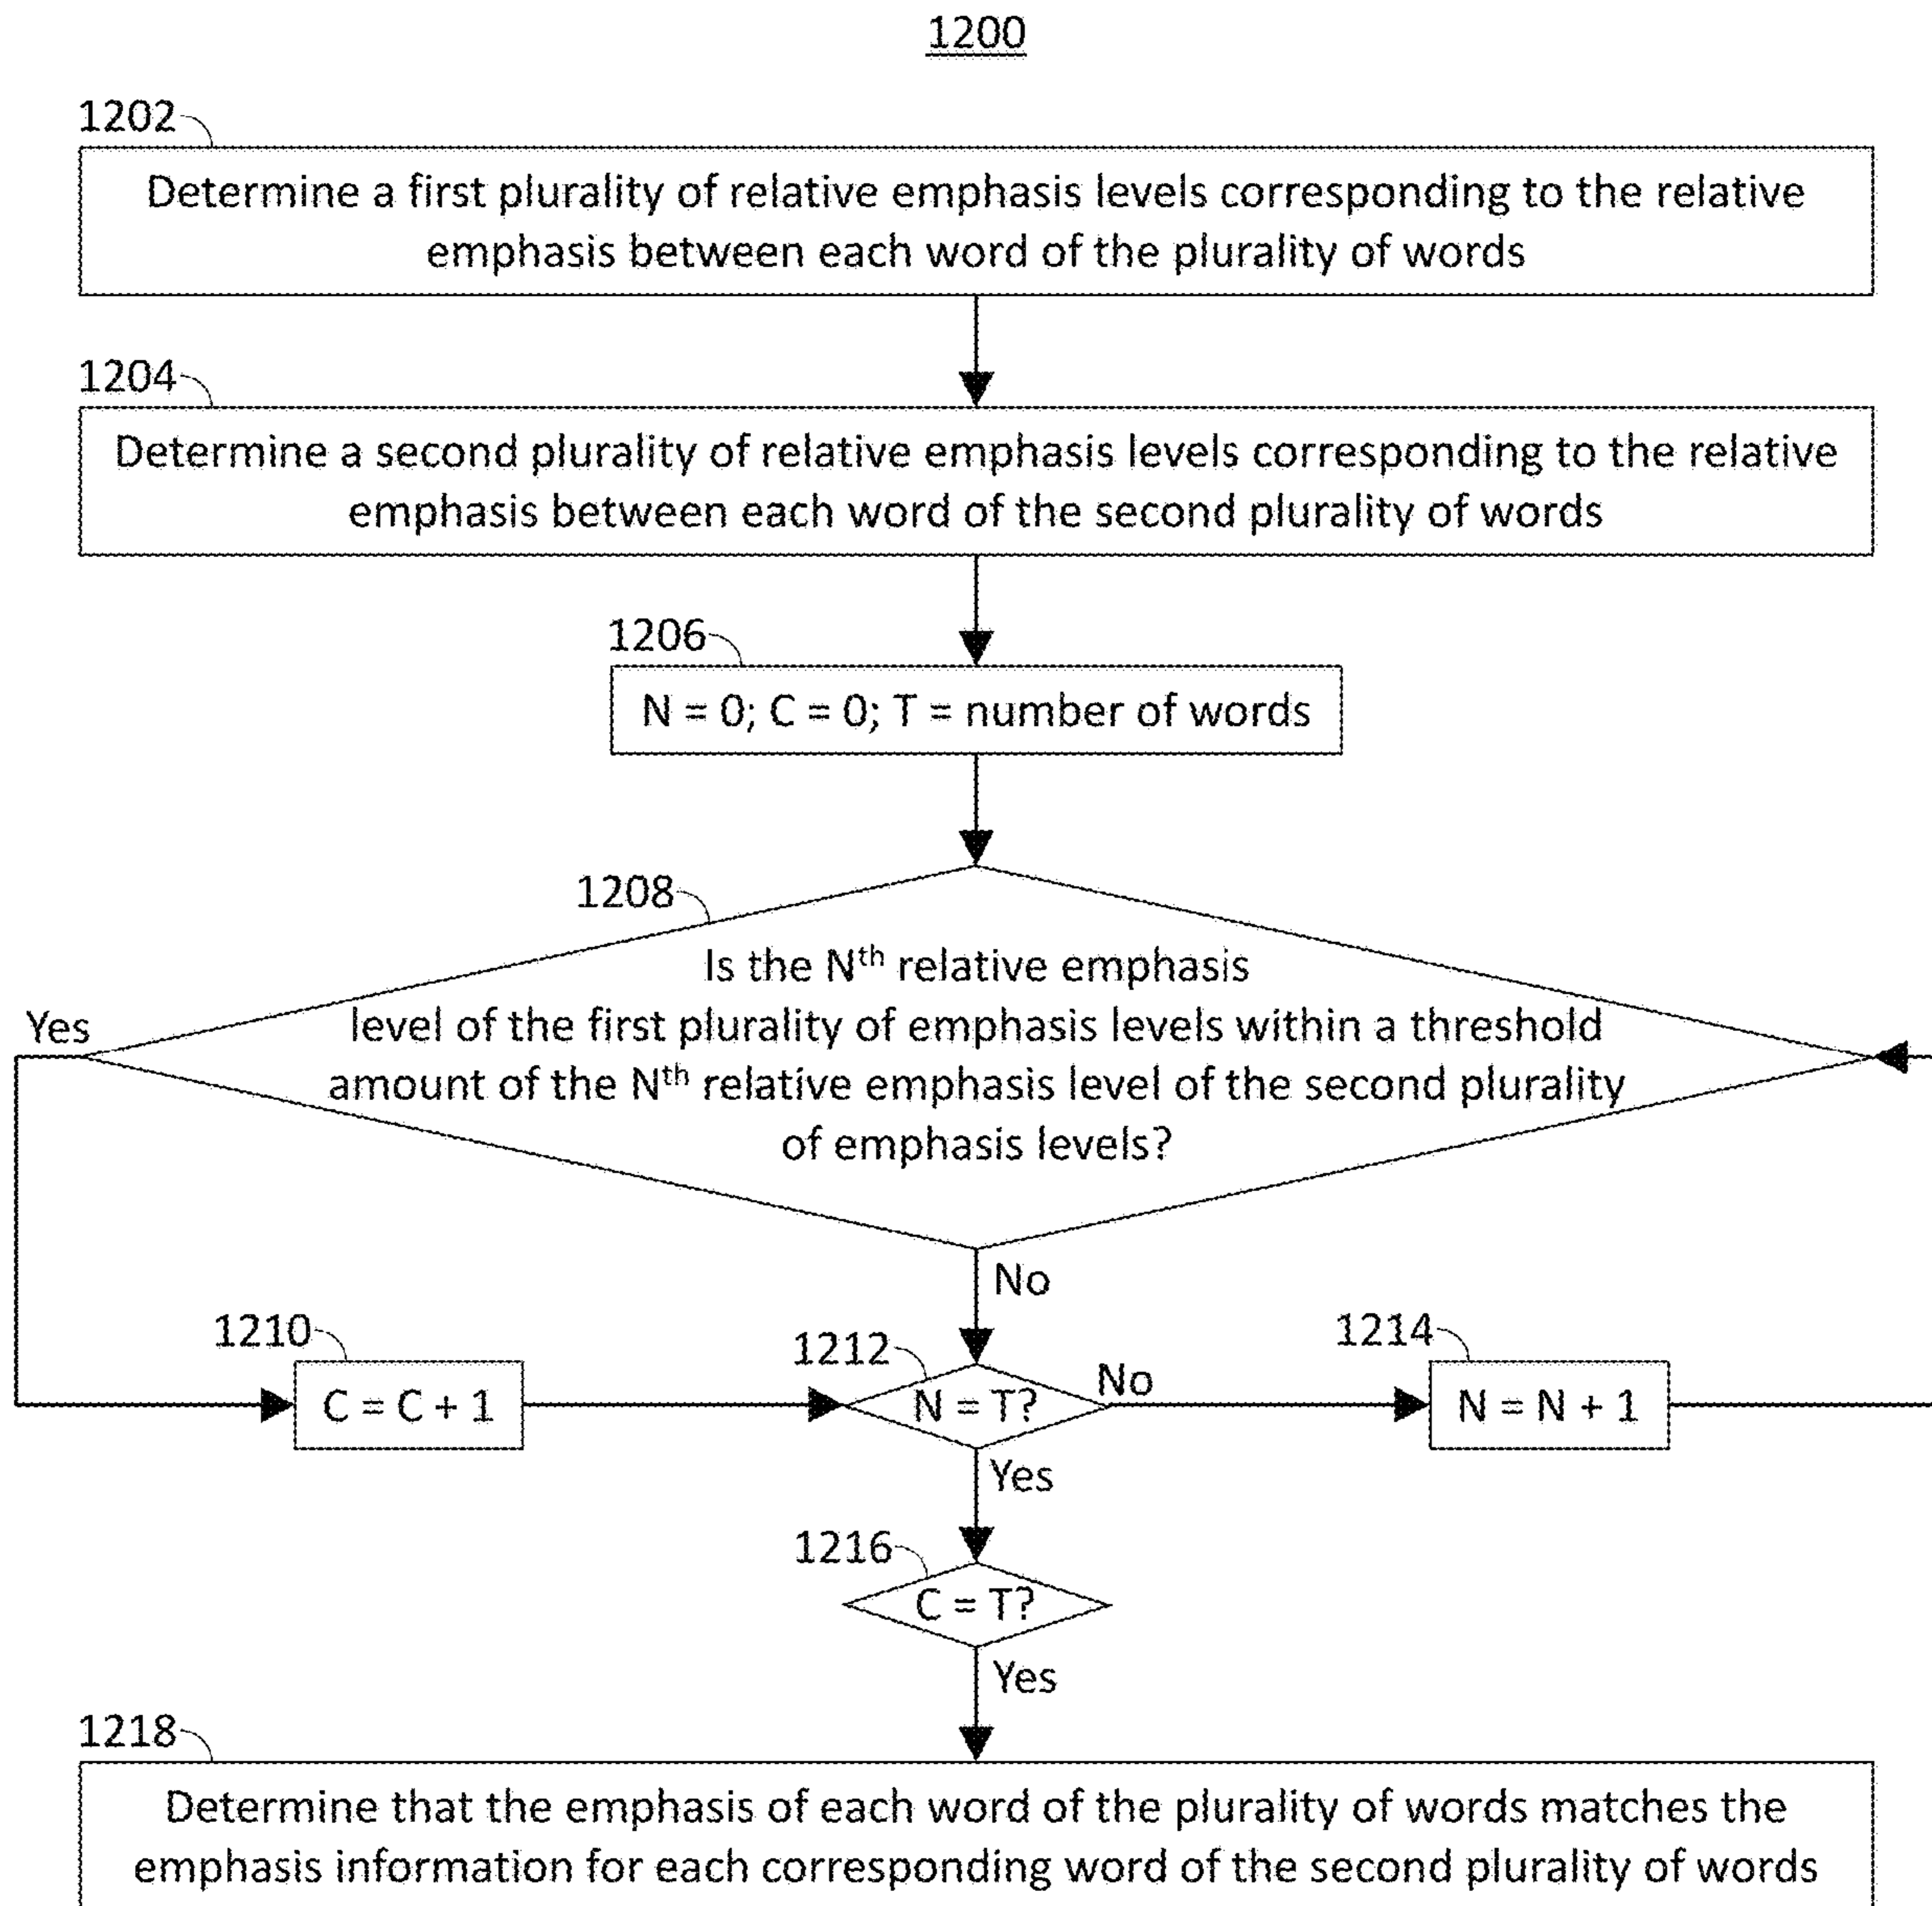 1200
1202
Determine a first plurality of relative emphasis levels corresponding to the relative
emphasis between each word of the plurality of words
1204
Determine a second plurality of relative emphasis levels corresponding to the relative
emphasis between each word of the second plurality of words
1206
N = 0; C = 0; T = number of words
1208
Is the Nth relative emphasis
level of the first plurality of emphasis levels within a threshold
amount of the Nth relative emphasis level of the second plurality
of emphasis levels?
Yes
No
1210
C = C + 1
1212
N = T?
No
1214
N = N + 1
Yes
1216
C = T?
Yes
1218
Determine that the emphasis of each word of the plurality of words matches the
emphasis information for each corresponding word of the second plurality of words